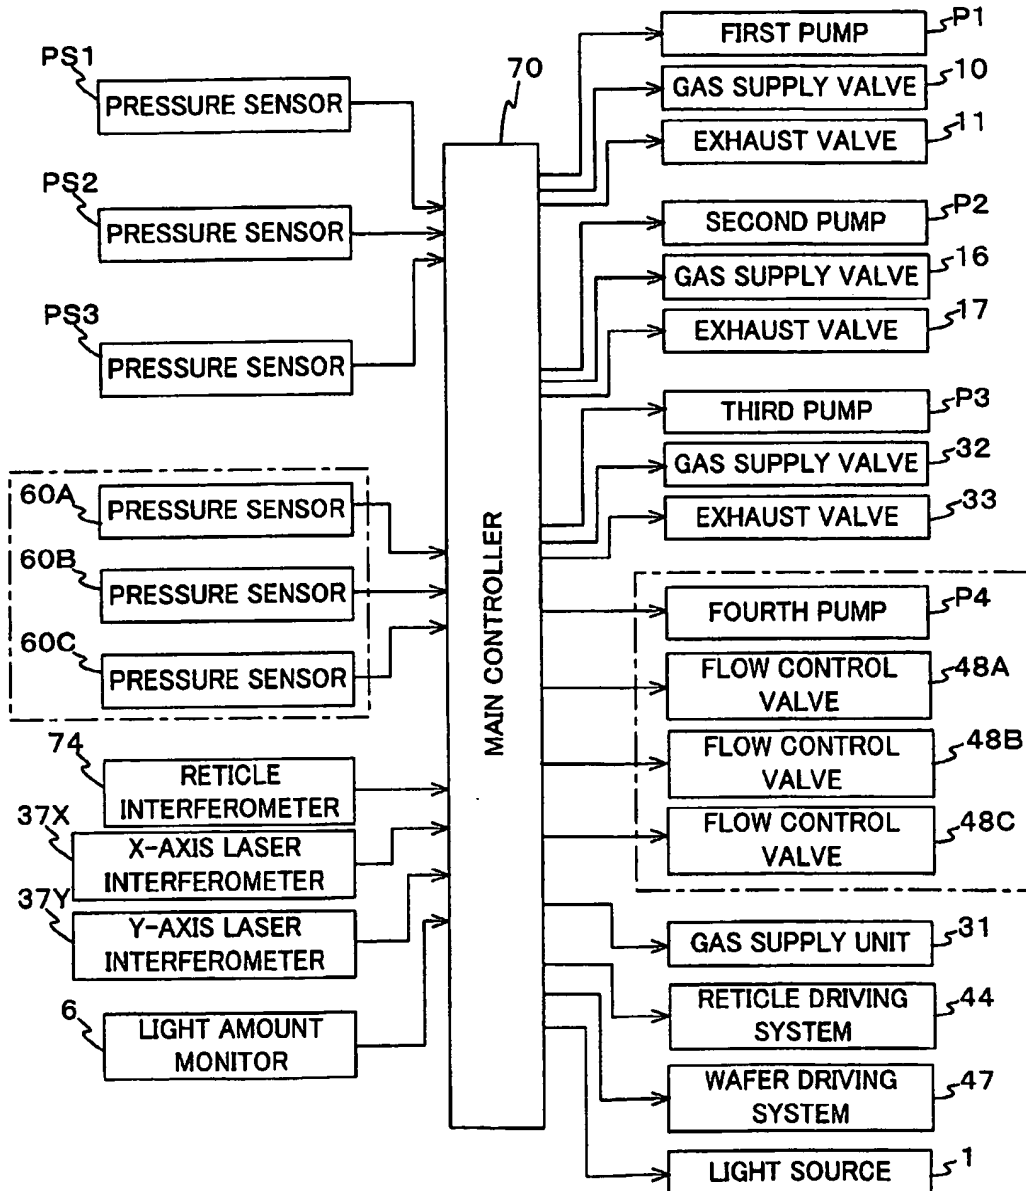 PS1
PRESSURE SENSOR
PS2
PRESSURE SENSOR
PS3
PRESSURE SENSOR
60A
PRESSURE SENSOR
60B
PRESSURE SENSOR
60C
PRESSURE SENSOR
74
RETICLE
INTERFEROMETER
37X
X-AXIS LASER
INTERFEROMETER
37Y
Y-AXIS LASER
INTERFEROMETER
6
LIGHT AMOUNT
MONITOR
70
MAIN CONTROLLER
FIRST PUMP
P1
GAS SUPPLY VALVE
10
EXHAUST VALVE
11
SECOND PUMP
P2
GAS SUPPLY VALVE
16
EXHAUST VALVE
17
THIRD PUMP
P3
GAS SUPPLY VALVE
32
EXHAUST VALVE
33
FOURTH PUMP
P4
FLOW CONTROL
VALVE
48A
FLOW CONTROL
VALVE
48B
FLOW CONTROL
VALVE
48C
GAS SUPPLY UNIT
31
RETICLE DRIVING
SYSTEM
44
WAFER DRIVING
SYSTEM
47
LIGHT SOURCE
1